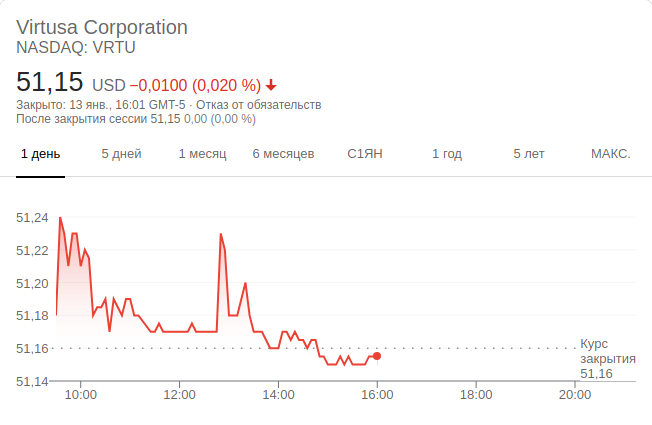 Virtusa Corporation
NASDAQ: VRTU
51,15 USD −0,0100 (0,020 %)
Закрыто: 13 янв., 16:01 GMT-5 · Отказ от обязательств
После закрытия сессии 51,15 0,00 (0,00 %)
1 день 5 дней 1 месяц 6 месяцев С1ЯН 1 год 5 лет МАКС.
51,24
51,22
51,20
51,18
51,16
51,14
Курс
закрытия
51,16
10:00 12:00 14:00 16:00 18:00 20:00